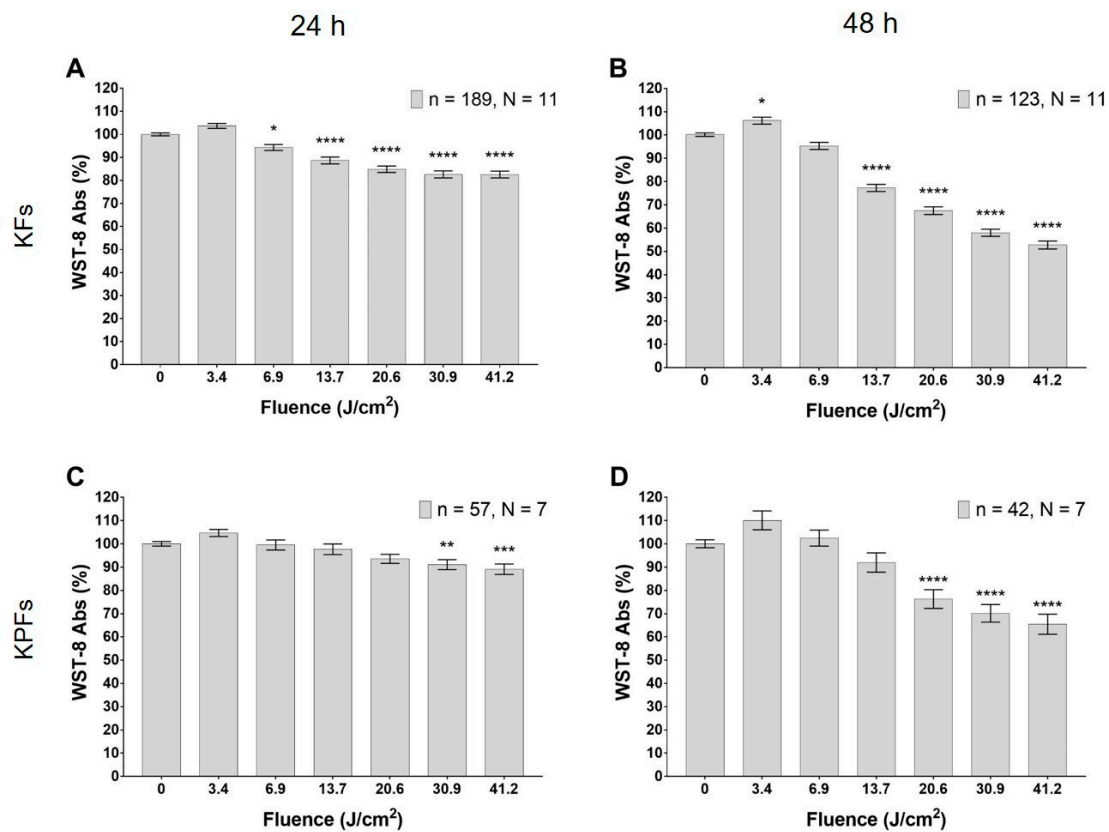 24 h
48 h
KFs
A
n = 189, N = 11
* **** **** **** ****
WST-8 Abs (%)
120
110
100
90
80
70
60
50
40
30
20
10
0
0 3.4 6.9 13.7 20.6 30.9 41.2
Fluence (J/cm²)
B
n = 123, N = 11
* **** **** **** ****
WST-8 Abs (%)
120
110
100
90
80
70
60
50
40
30
20
10
0
0 3.4 6.9 13.7 20.6 30.9 41.2
Fluence (J/cm²)
KPFs
C
n = 57, N = 7
** ***
WST-8 Abs (%)
120
110
100
90
80
70
60
50
40
30
20
10
0
0 3.4 6.9 13.7 20.6 30.9 41.2
Fluence (J/cm²)
D
n = 42, N = 7
**** **** ****
WST-8 Abs (%)
120
110
100
90
80
70
60
50
40
30
20
10
0
0 3.4 6.9 13.7 20.6 30.9 41.2
Fluence (J/cm²)